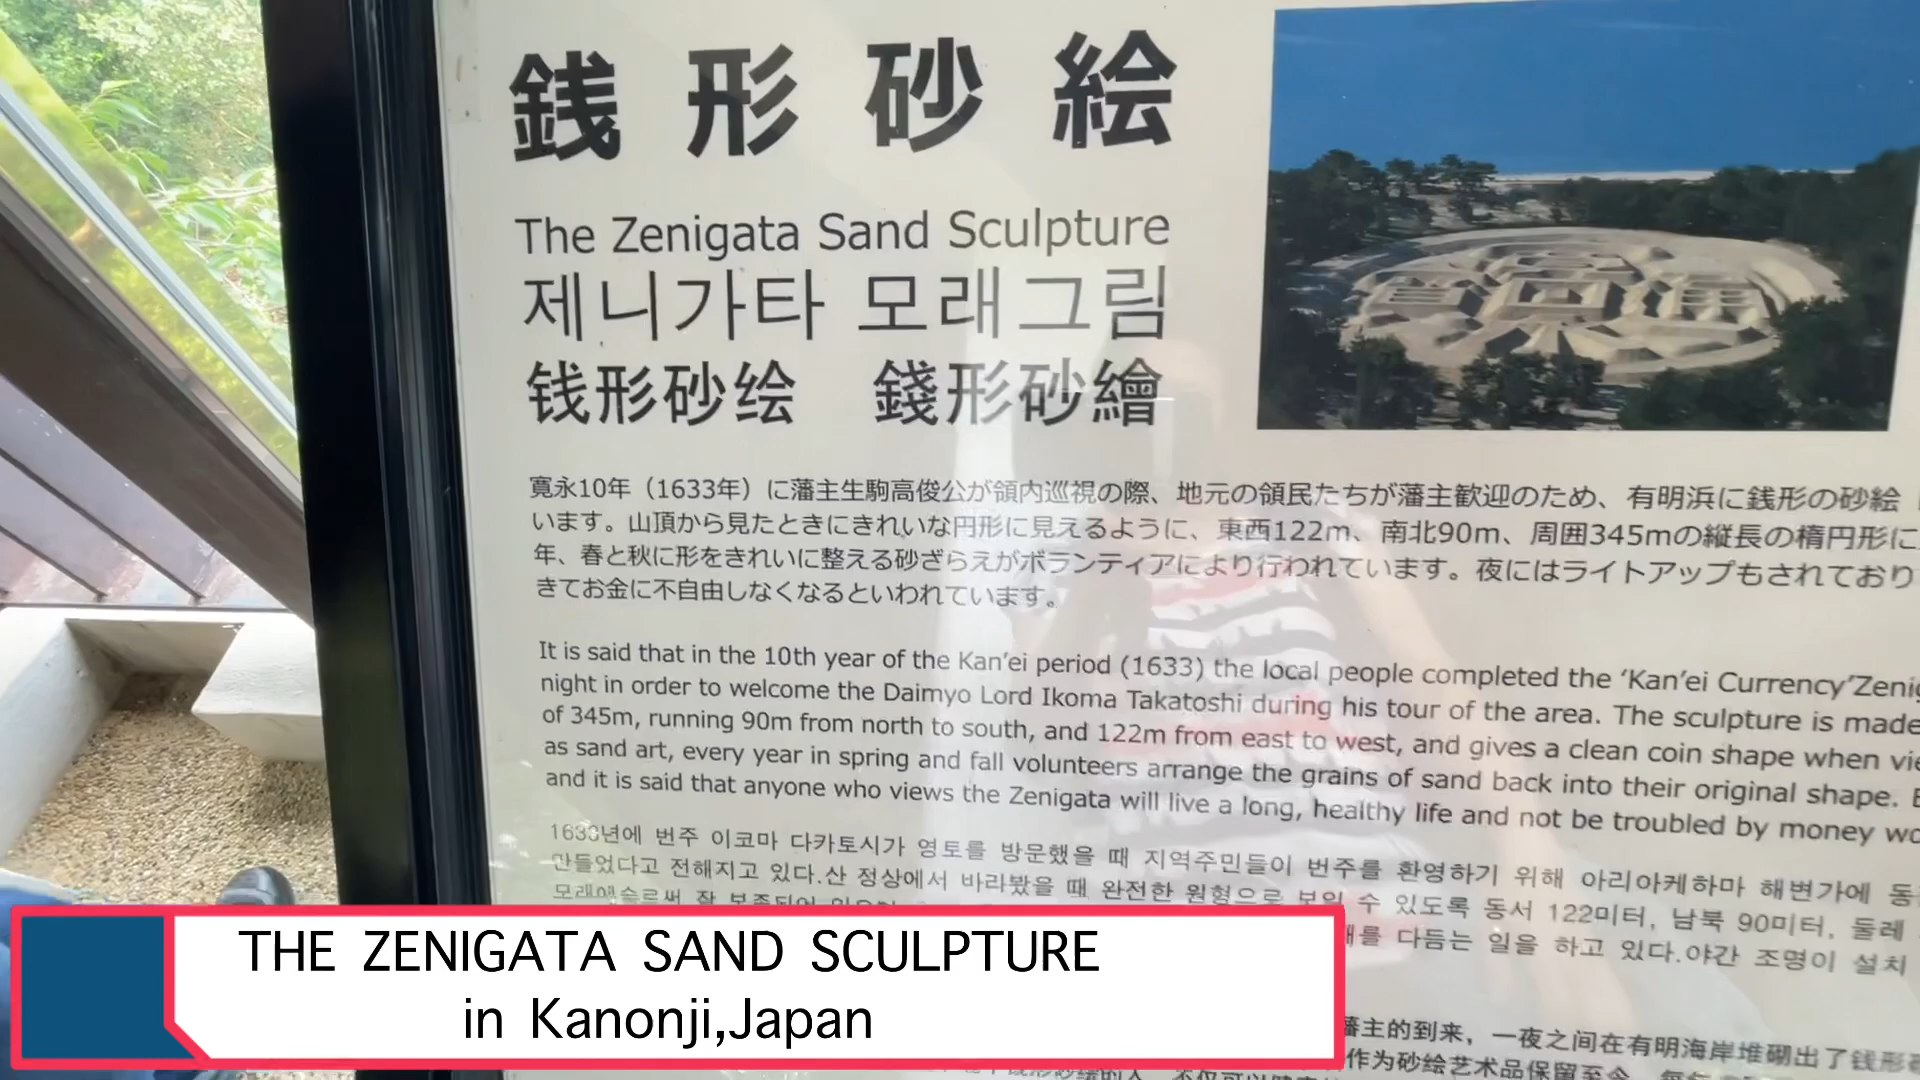 銭形砂絵
The Zenigata Sand Sculpture
제니가타 모래그림
钱形砂绘 錢形砂繪
寛永10年（1633年）に藩主生駒高俊公が領内巡視の際、地元の領民たちが藩主歓迎のため、有明浜に銭形の砂絵
います。山頂から見たときにきれいな円形に見えるように、東西122m、南北90m、周囲345mの縦長の楕円形に
年、春と秋に形をきれいに整える砂ざらえがボランティアにより行われています。夜にはライトアップもされており
きてお金に不自由しなくなるといわれています。
It is said that in the 10th year of the Kan'ei period (1633) the local people completed the 'Kan'ei Currency'Zenig
night in order to welcome the Daimyo Lord Ikoma Takatoshi during his tour of the area. The sculpture is made
of 345m, running 90m from north to south, and 122m from east to west, and gives a clean coin shape when vie
as sand art, every year in spring and fall volunteers arrange the grains of sand back into their original shape.
and it is said that anyone who views the Zenigata will live a long, healthy life and not be troubled by money wo
1633년에 번주 이코마 다카토시가 영토를 방문했을 때 지역주민들이 번주를 환영하기 위해 아리아케하마 해변가에 동
만들었다고 전해지고 있다.산 정상에서 바라봤을 때 완전한 원형으로 보일 수 있도록 동서 122미터, 남북 90미터, 둘레
모래예술로써 잘 보존되어
를 다듬는 일을 하고 있다.야간 조명이 설치
藩主的到来，一夜之间在有明海岸堆砌出了钱形
作为砂绘艺术品保留至今，每年
THE ZENIGATA SAND SCULPTURE
in Kanonji,Japan